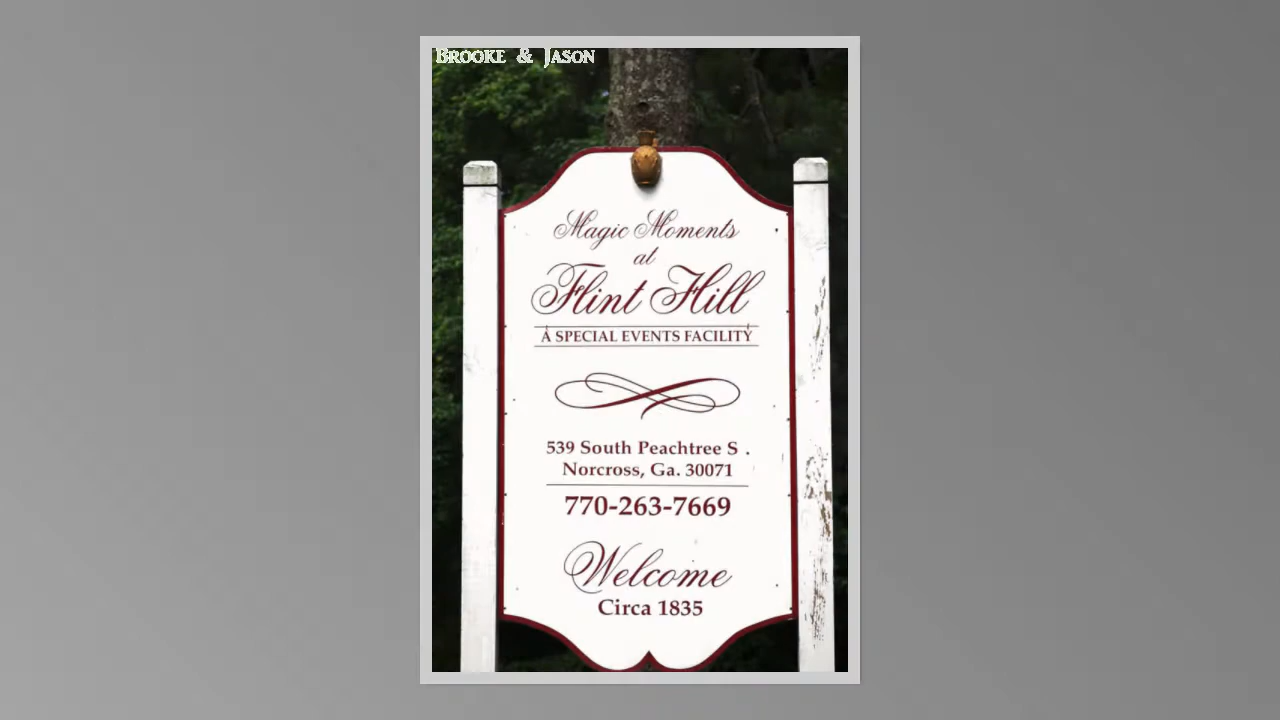 Brooke & Jason
Magic Moments
at
Flint Hill
A SPECIAL EVENTS FACILITY
539 South Peachtree S .
Norcross, Ga. 30071
770-263-7669
Welcome
Circa 1835